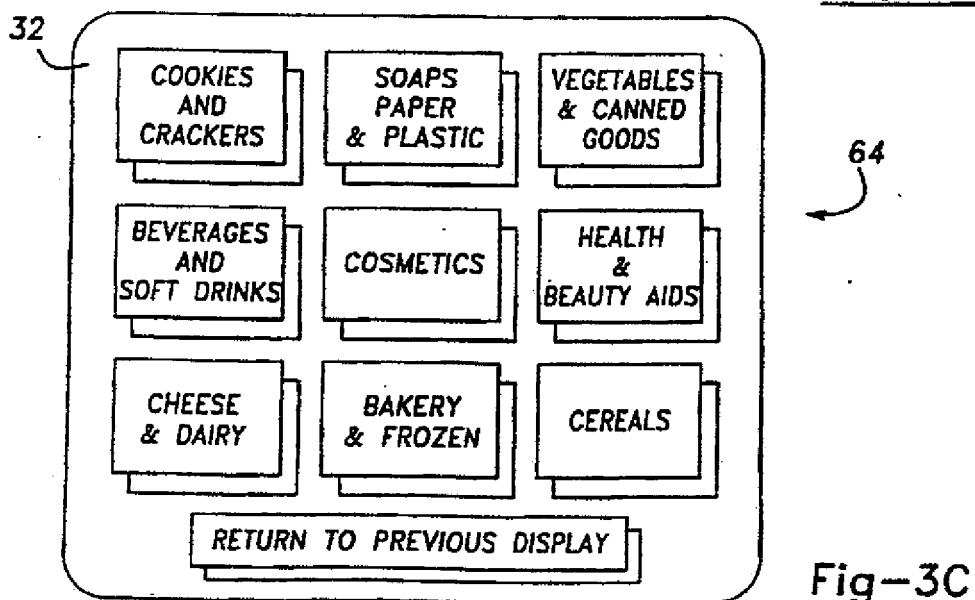 32
COOKIES
AND
CRACKERS
SOAPS
PAPER
& PLASTIC
VEGETABLES
& CANNED
GOODS
64
BEVERAGES
AND
SOFT DRINKS
COSMETICS
HEALTH
&
BEAUTY AIDS
CHEESE
& DAIRY
BAKERY
& FROZEN
CEREALS
RETURN TO PREVIOUS DISPLAY
Fig-3C